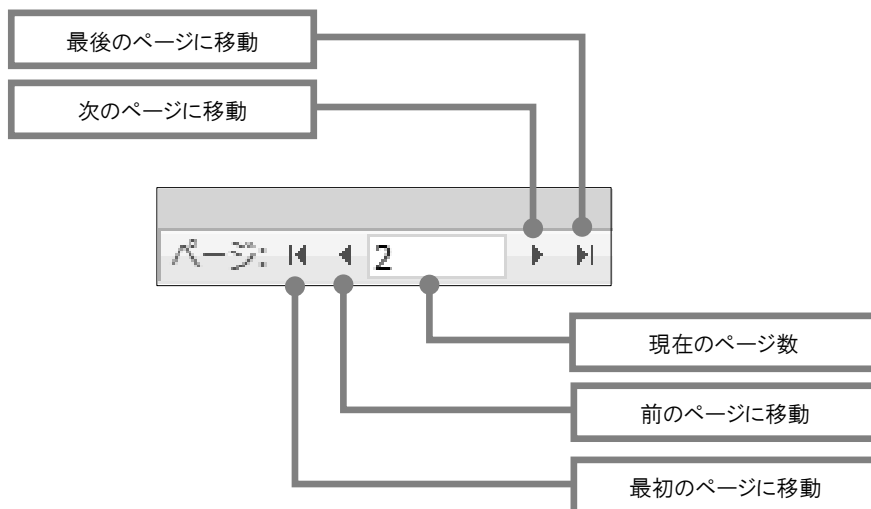 最後のページに移動
次のページに移動
ページ: 2
現在のページ数
前のページに移動
最初のページに移動